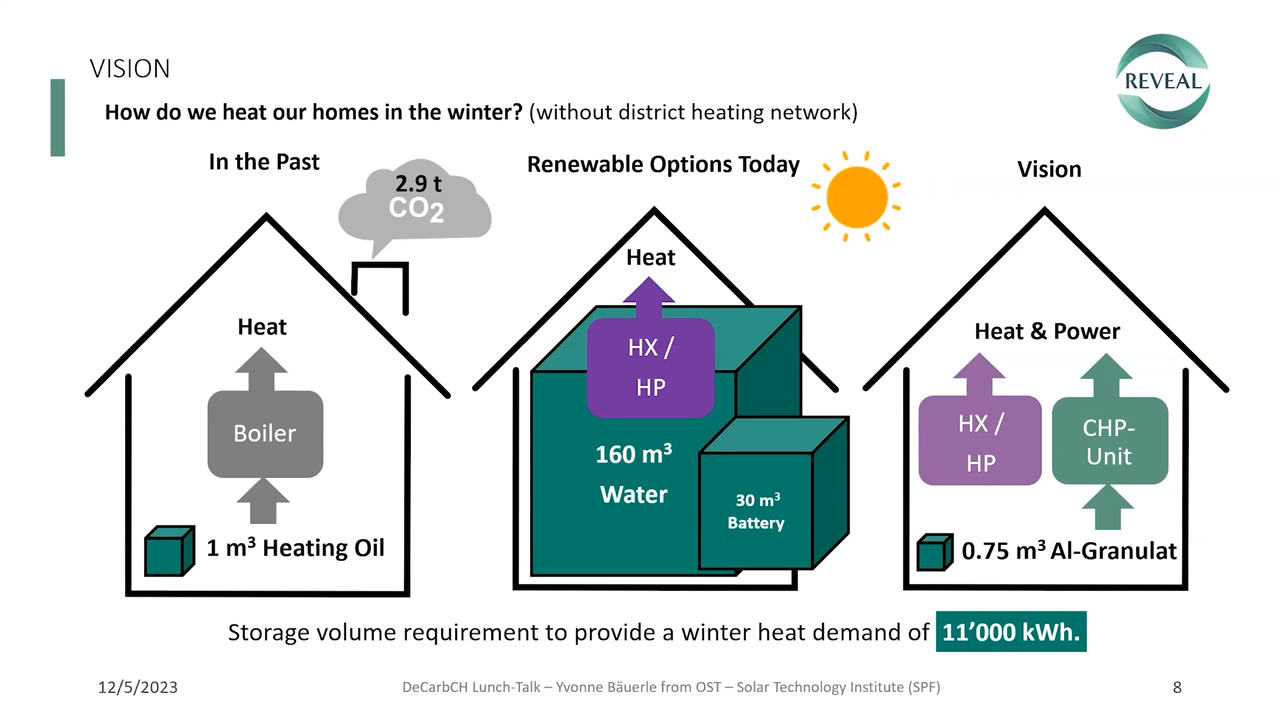 VISION
REVEAL
How do we heat our homes in the winter? (without district heating network)
In the Past
2.9 t
CO2
Heat
Boiler
1 m³ Heating Oil
Renewable Options Today
Heat
HX /
HP
160 m³
Water
30 m³
Battery
Vision
Heat & Power
HX /
HP
CHP-
Unit
0.75 m³ Al-Granulat
Storage volume requirement to provide a winter heat demand of 11’000 kWh.
12/5/2023
DeCarbCH Lunch-Talk – Yvonne Bäuerle from OST – Solar Technology Institute (SPF)
8